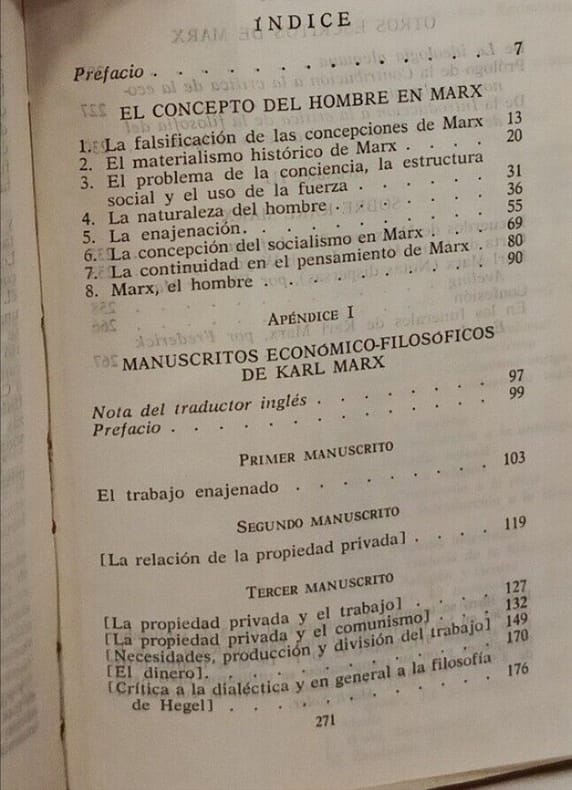 ÍNDICE
Prefacio . . . . . . . . . . . . . . 7
EL CONCEPTO DEL HOMBRE EN MARX
1. La falsificación de las concepciones de Marx 13
2. El materialismo histórico de Marx . . . . 20
3. El problema de la conciencia, la estructura
social y el uso de la fuerza . . . . . . . 31
4. La naturaleza del hombre . . . . . . . . 36
5. La enajenación. . . . . . . . . . . . 55
6. La concepción del socialismo en Marx . . . 69
7. La continuidad en el pensamiento de Marx . 80
8. Marx, el hombre . . . . . . . . . . . 90
APÉNDICE I
MANUSCRITOS ECONÓMICO-FILOSÓFICOS
DE KARL MARX
Nota del traductor inglés . . . . . . . . 97
Prefacio . . . . . . . . . . . . . . 99
PRIMER MANUSCRITO
El trabajo enajenado . . . . . . . . . 103
SEGUNDO MANUSCRITO
[La relación de la propiedad privada] . . . . 119
TERCER MANUSCRITO
[La propiedad privada y el trabajo] . . . . 127
[La propiedad privada y el comunismo] . . . 132
[Necesidades, producción y división del trabajo] 149
[El dinero]. . . . . . . . . . . . . 170
[Crítica a la dialéctica y en general a la filosofía
de Hegel] . . . . . . . . . . . . 176
271